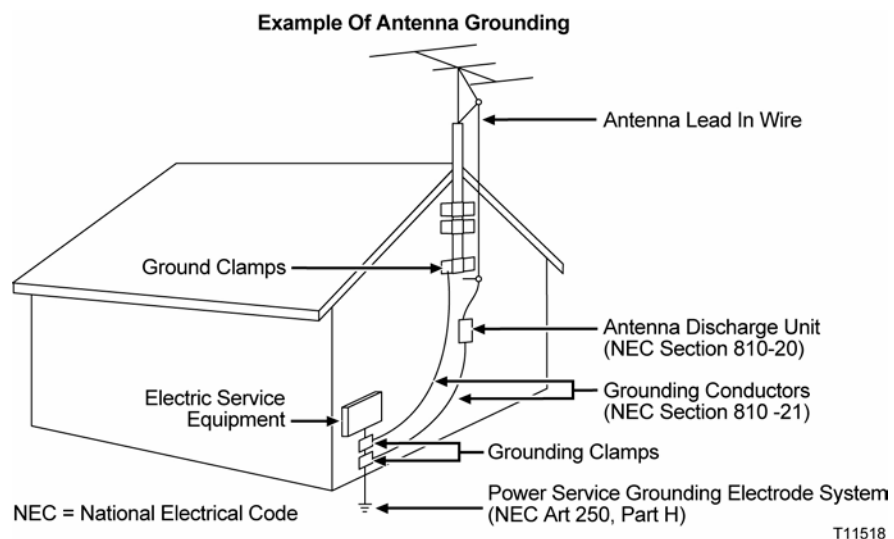 Example Of Antenna Grounding
Antenna Lead In Wire
Ground Clamps
Antenna Discharge Unit
(NEC Section 810-20)
Electric Service
Equipment
Grounding Conductors
(NEC Section 810 -21)
Grounding Clamps
Power Service Grounding Electrode System
(NEC Art 250, Part H)
NEC = National Electrical Code
T11518